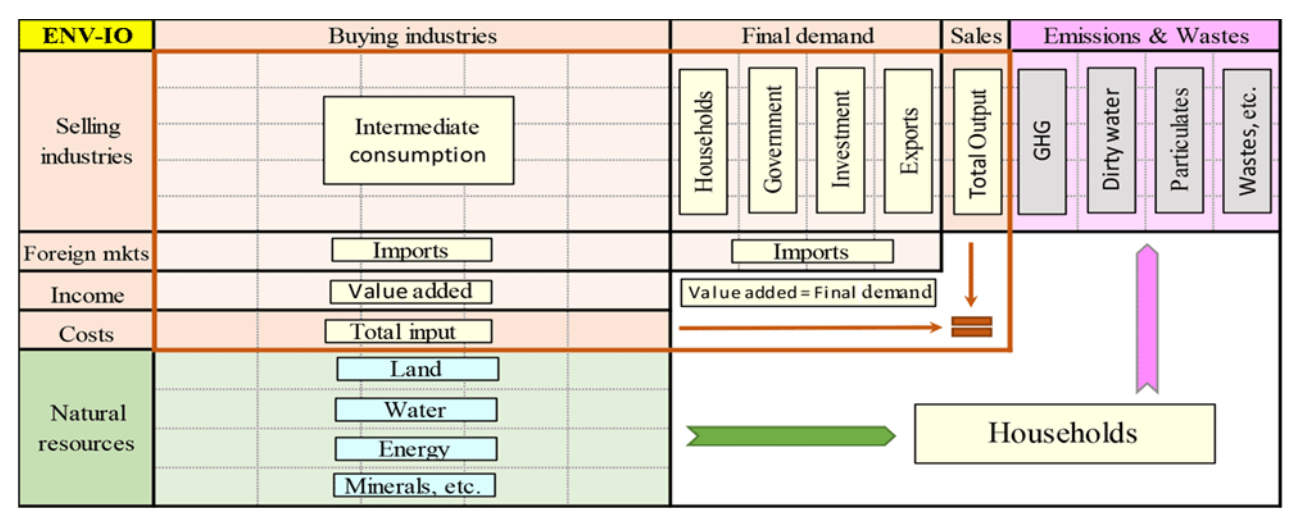 ENV-IO
Buying industries
Final demand
Sales
Emissions & Wastes
Selling
industries
Intermediate
consumption
Households
Government
Investment
Exports
Total Output
GHG
Dirty water
Particulates
Wastes, etc.
Foreign mkts
Imports
Imports
Income
Value added
Value added = Final demand
Costs
Total input
Natural
resources
Land
Water
Energy
Minerals, etc.
Households